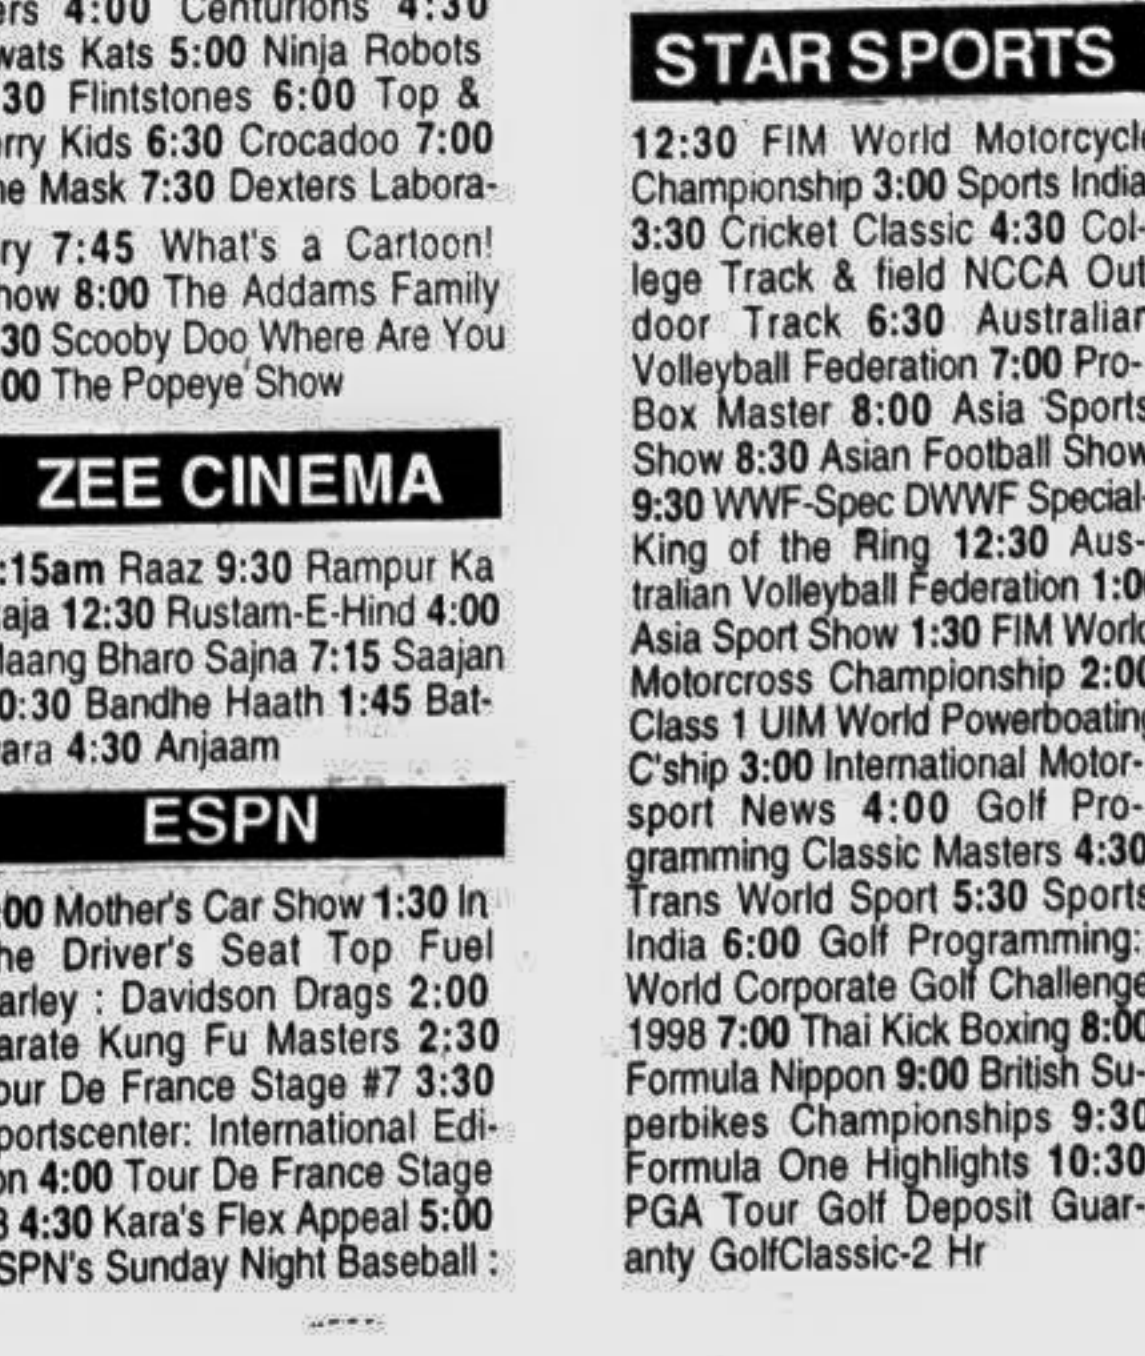 ers 4:00 Centurions 4:30
wats Kats 5:00 Ninja Robots
:30 Flintstones 6:00 Top &
rry Kids 6:30 Crocadoo 7:00
he Mask 7:30 Dexters Labora-
ry 7:45 What's a Cartoon!
how 8:00 The Addams Family
:30 Scooby Doo Where Are You
:00 The Popeye Show
ZEE CINEMA
:15am Raaz 9:30 Rampur Ka
aja 12:30 Rustam-E-Hind 4:00
laang Bharo Sajna 7:15 Saajan
0:30 Bandhe Haath 1:45 Bat-
ara 4:30 Anjaam
ESPN
:00 Mother's Car Show 1:30 In
he Driver's Seat Top Fuel
arley : Davidson Drags 2:00
arate Kung Fu Masters 2:30
our De France Stage #7 3:30
portscenter: International Edi-
on 4:00 Tour De France Stage
8 4:30 Kara's Flex Appeal 5:00
SPN's Sunday Night Baseball :
STAR SPORTS
12:30 FIM World Motorcycle
Championship 3:00 Sports India
3:30 Cricket Classic 4:30 Col-
lege Track & field NCCA Out
door Track 6:30 Australian
Volleyball Federation 7:00 Pro-
Box Master 8:00 Asia Sports
Show 8:30 Asian Football Show
9:30 WWF-Spec DWWF Special-
King of the Ring 12:30 Aus-
tralian Volleyball Federation 1:00
Asia Sport Show 1:30 FIM World
Motorcross Championship 2:00
Class 1 UIM World Powerboating
C'ship 3:00 International Motor-
sport News 4:00 Golf Pro-
gramming Classic Masters 4:30
Trans World Sport 5:30 Sports
India 6:00 Golf Programming:
World Corporate Golf Challenge
1998 7:00 Thai Kick Boxing 8:00
Formula Nippon 9:00 British Su-
perbikes Championships 9:30
Formula One Highlights 10:30
PGA Tour Golf Deposit Guar-
anty GolfClassic-2 Hr